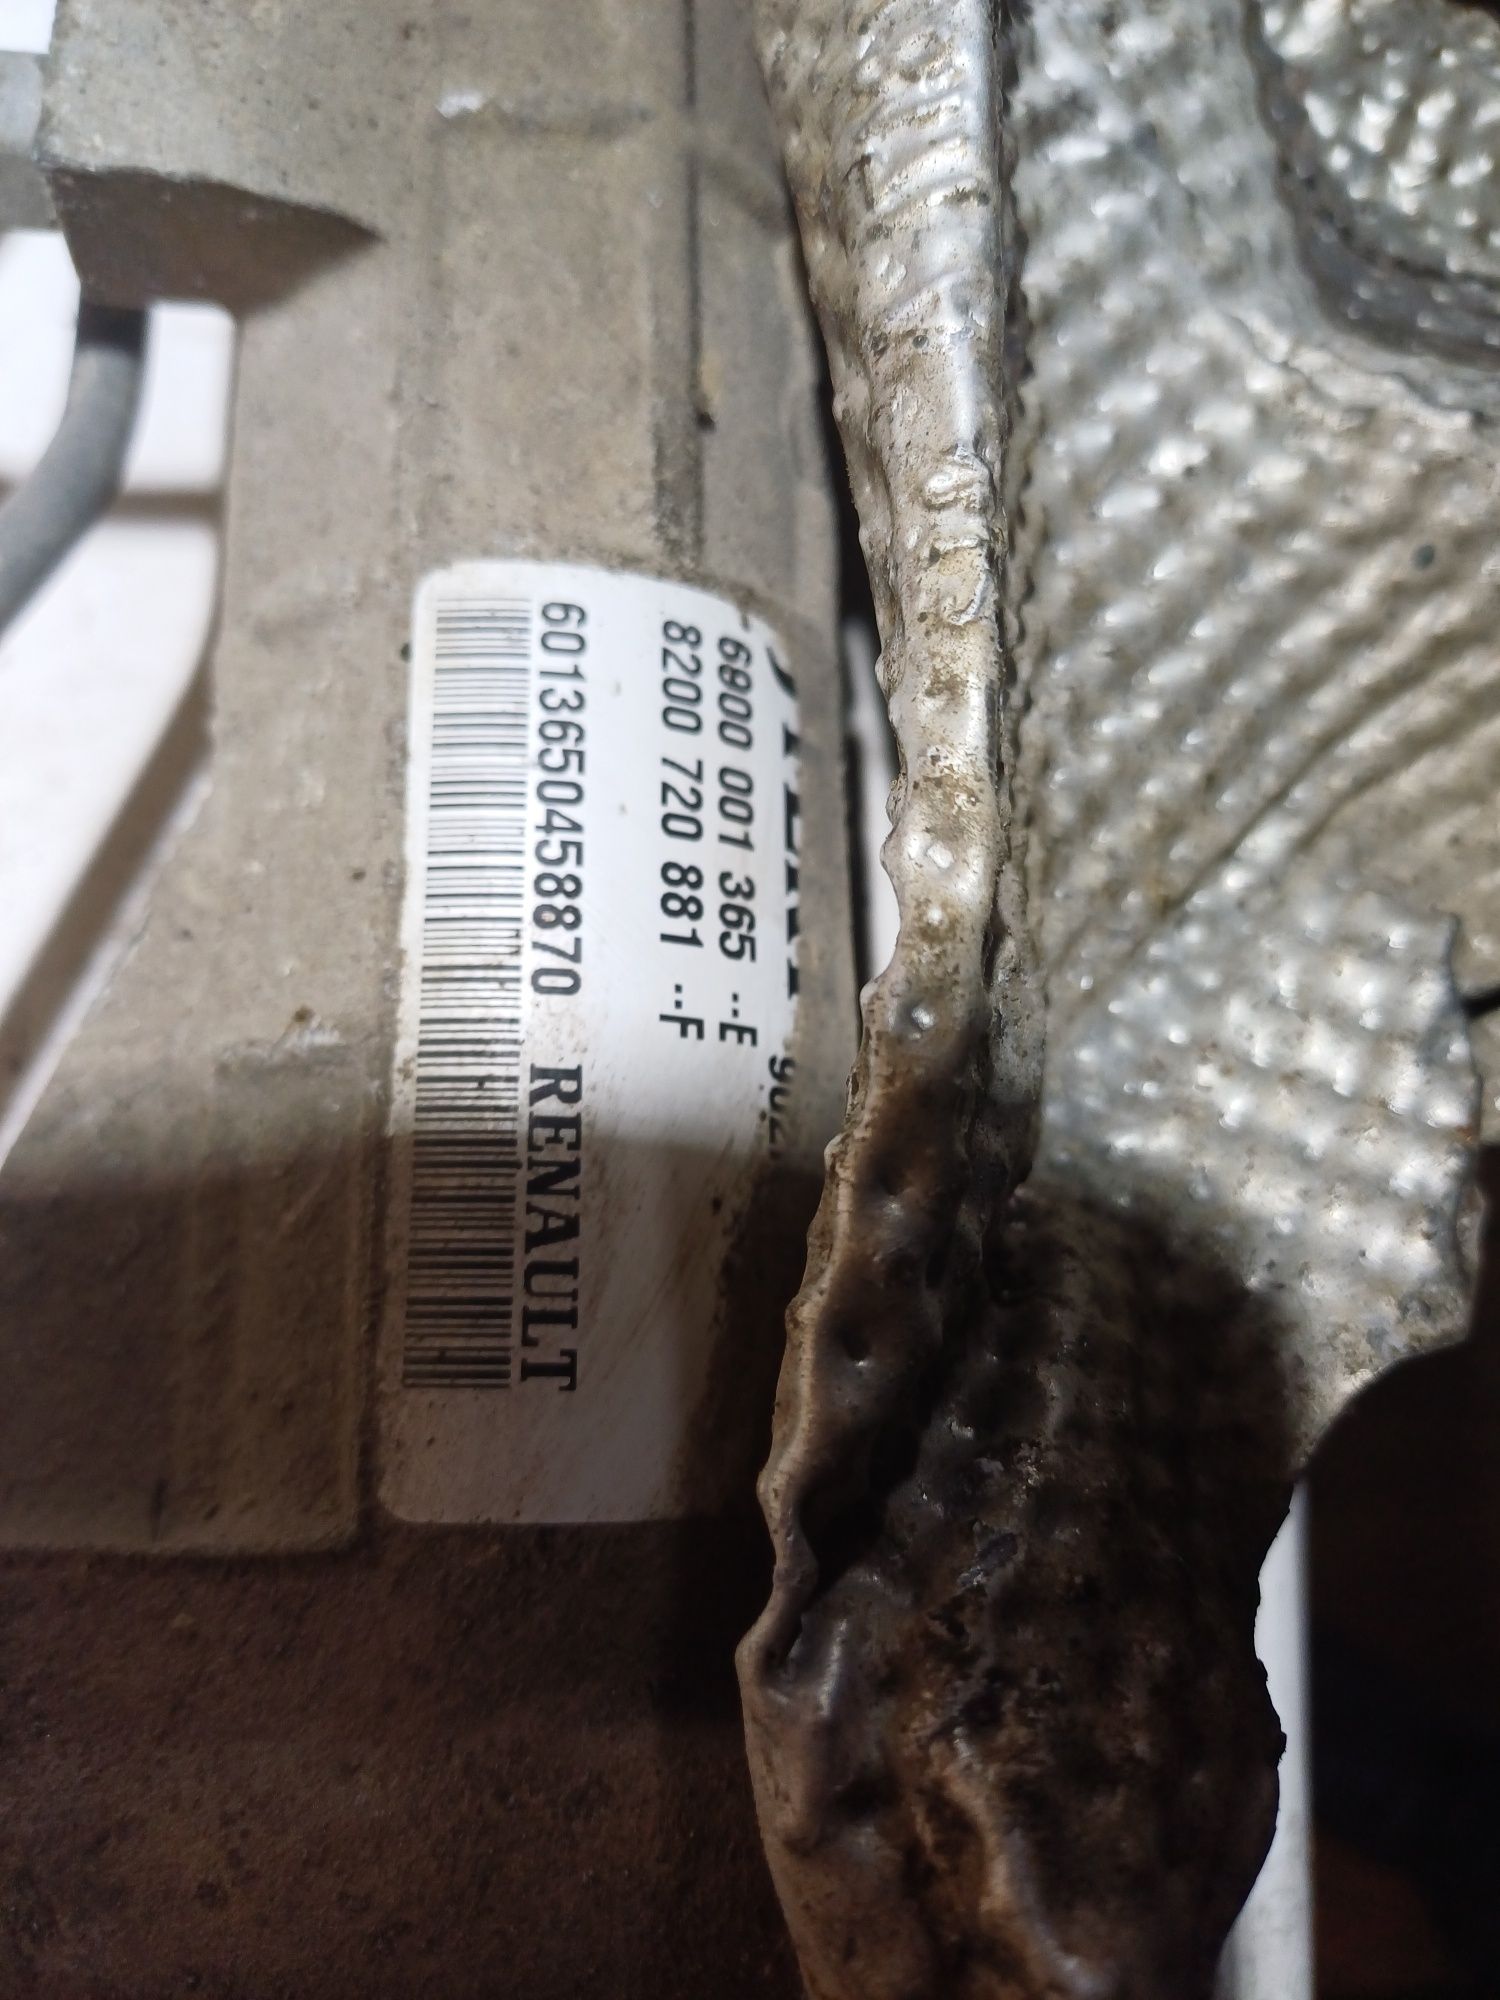 6900 001 365 --E
8200 720 881 --F
6013650458870 RENAULT